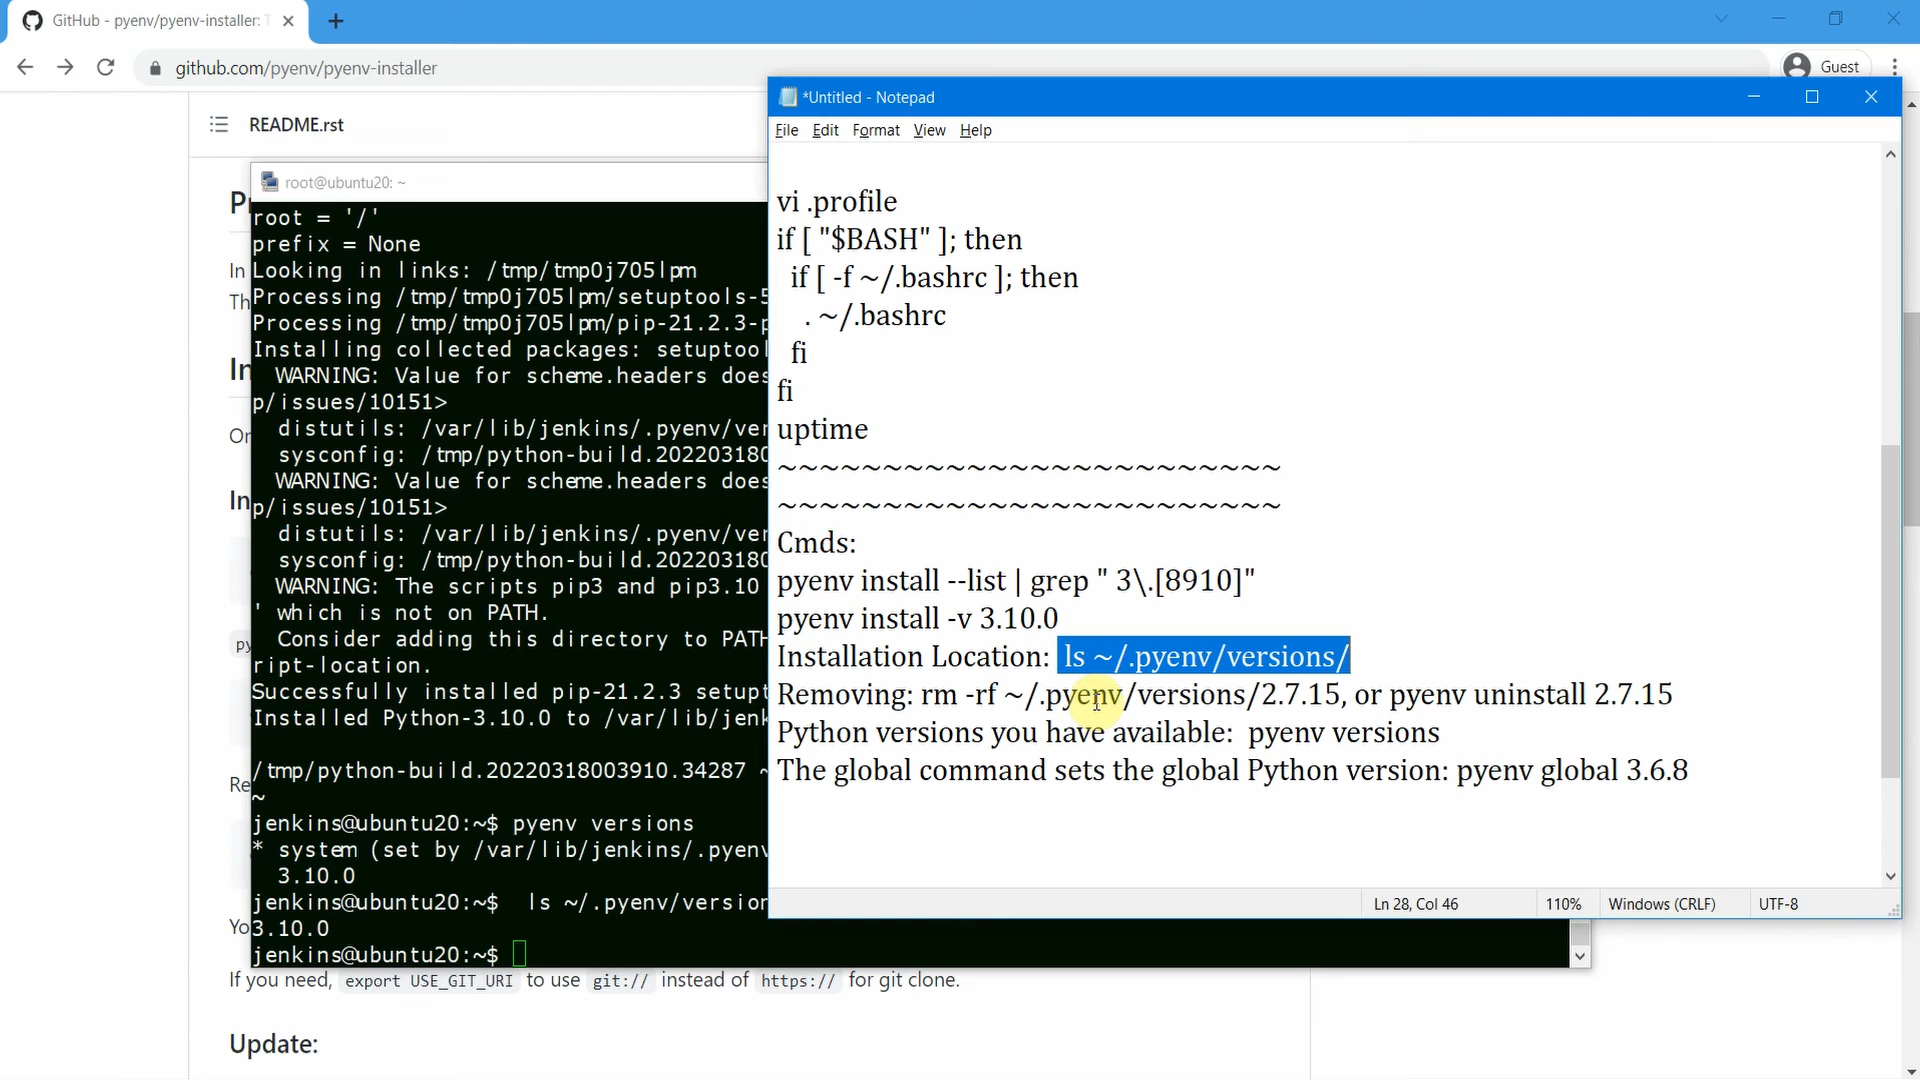 GitHub - pyenv/pyenv-installer:
github.com/pyenv/pyenv-installer
Guest
README.rst
root@ubuntu20: ~
root = '/'
prefix = None
Looking in links: /tmp/tmp0j705lpm
Processing /tmp/tmp0j705lpm/setuptools-5
Processing /tmp/tmp0j705lpm/pip-21.2.3-p
Installing collected packages: setuptool
WARNING: Value for scheme.headers does
p/issues/10151>
distutils: /var/lib/jenkins/.pyenv/ver
sysconfig: /tmp/python-build.202203180
WARNING: Value for scheme.headers does
p/issues/10151>
distutils: /var/lib/jenkins/.pyenv/ver
sysconfig: /tmp/python-build.202203180
WARNING: The scripts pip3 and pip3.10
' which is not on PATH.
Consider adding this directory to PATH
ript-location.
Successfully installed pip-21.2.3 setupt
Installed Python-3.10.0 to /var/lib/jenk
/tmp/python-build.20220318003910.34287 ~
~
jenkins@ubuntu20:~$ pyenv versions
* system (set by /var/lib/jenkins/.pyenv
3.10.0
jenkins@ubuntu20:~$  ls ~/.pyenv/version
3.10.0
jenkins@ubuntu20:~$
*Untitled - Notepad
File Edit Format View Help
vi .profile
if [ "$BASH" ]; then
if [ -f ~/.bashrc ]; then
. ~/.bashrc
fi
fi
uptime
~~~~~~~~~~~~~~~~~~~~~~~~
~~~~~~~~~~~~~~~~~~~~~~~~
Cmds:
pyenv install --list | grep " 3\.[8910]"
pyenv install -v 3.10.0
Installation Location: ls ~/.pyenv/versions/
Removing: rm -rf ~/.pyenv/versions/2.7.15, or pyenv uninstall 2.7.15
Python versions you have available:  pyenv versions
The global command sets the global Python version: pyenv global 3.6.8
Ln 28, Col 46
110%
Windows (CRLF)
UTF-8
If you need, export USE_GIT_URI to use git:// instead of https:// for git clone.
Update: